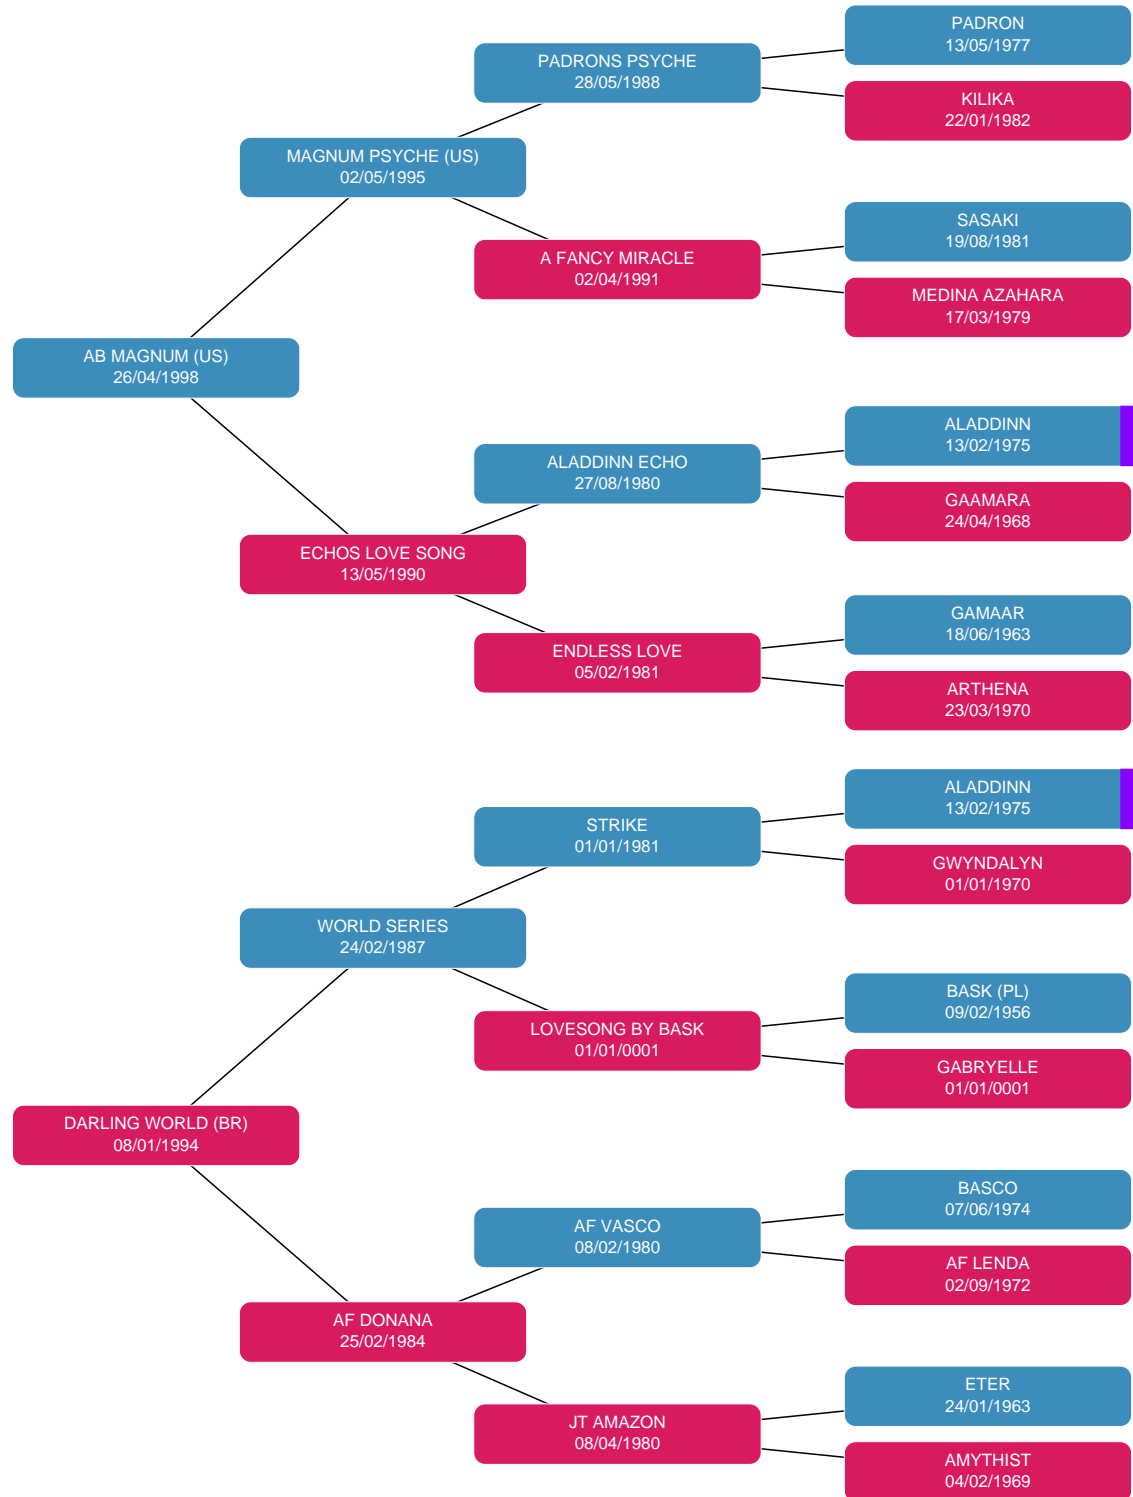 PADRON
13/05/1977
PADRONS PSYCHE
28/05/1988
KILIKA
22/01/1982
MAGNUM PSYCHE (US)
02/05/1995
SASAKI
19/08/1981
A FANCY MIRACLE
02/04/1991
MEDINA AZAHARA
17/03/1979
AB MAGNUM (US)
26/04/1998
ALADDINN
13/02/1975
ALADDINN ECHO
27/08/1980
GAAMARA
24/04/1968
ECHOS LOVE SONG
13/05/1990
GAMAAR
18/06/1963
ENDLESS LOVE
05/02/1981
ARTHENA
23/03/1970
ALADDINN
13/02/1975
STRIKE
01/01/1981
GWYNDALYN
01/01/1970
WORLD SERIES
24/02/1987
BASK (PL)
09/02/1956
LOVESONG BY BASK
01/01/0001
GABRYELLE
01/01/0001
DARLING WORLD (BR)
08/01/1994
BASCO
07/06/1974
AF VASCO
08/02/1980
AF LENDA
02/09/1972
AF DONANA
25/02/1984
ETER
24/01/1963
JT AMAZON
08/04/1980
AMYTHIST
04/02/1969